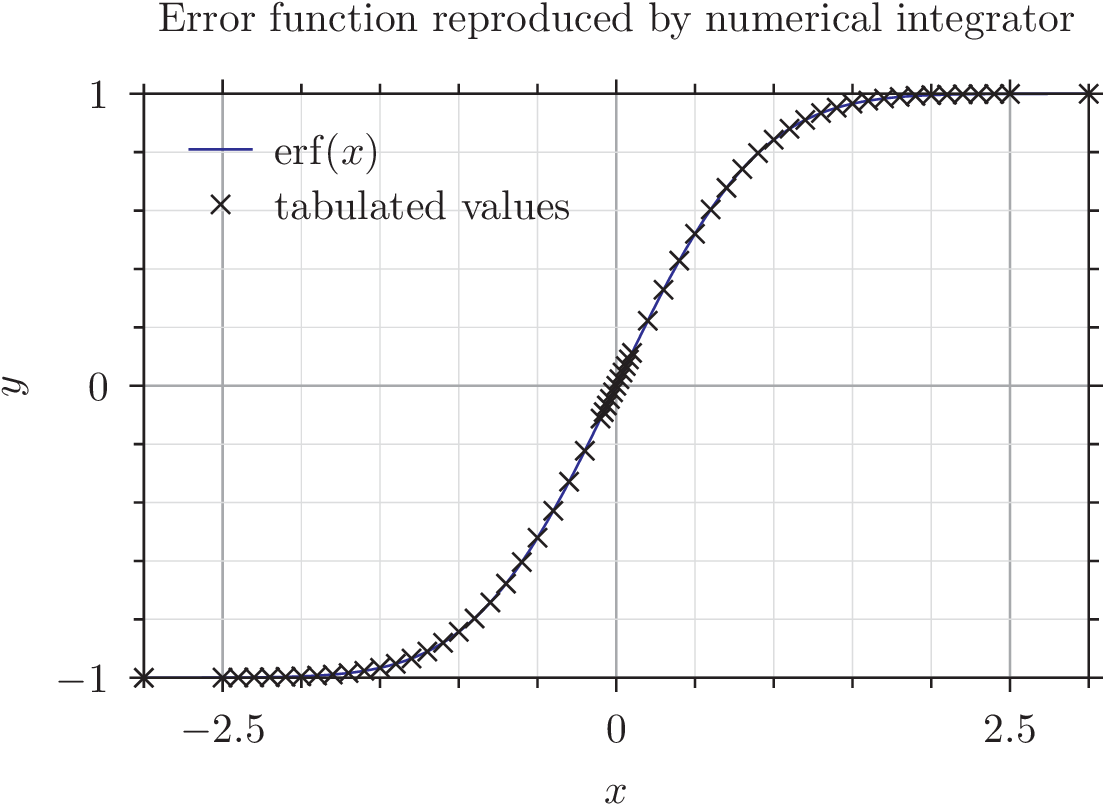 Error function reproduced by numerical integrator
1
erf(x)
tabulated values
y
0
−1
−2.5 0 2.5
x